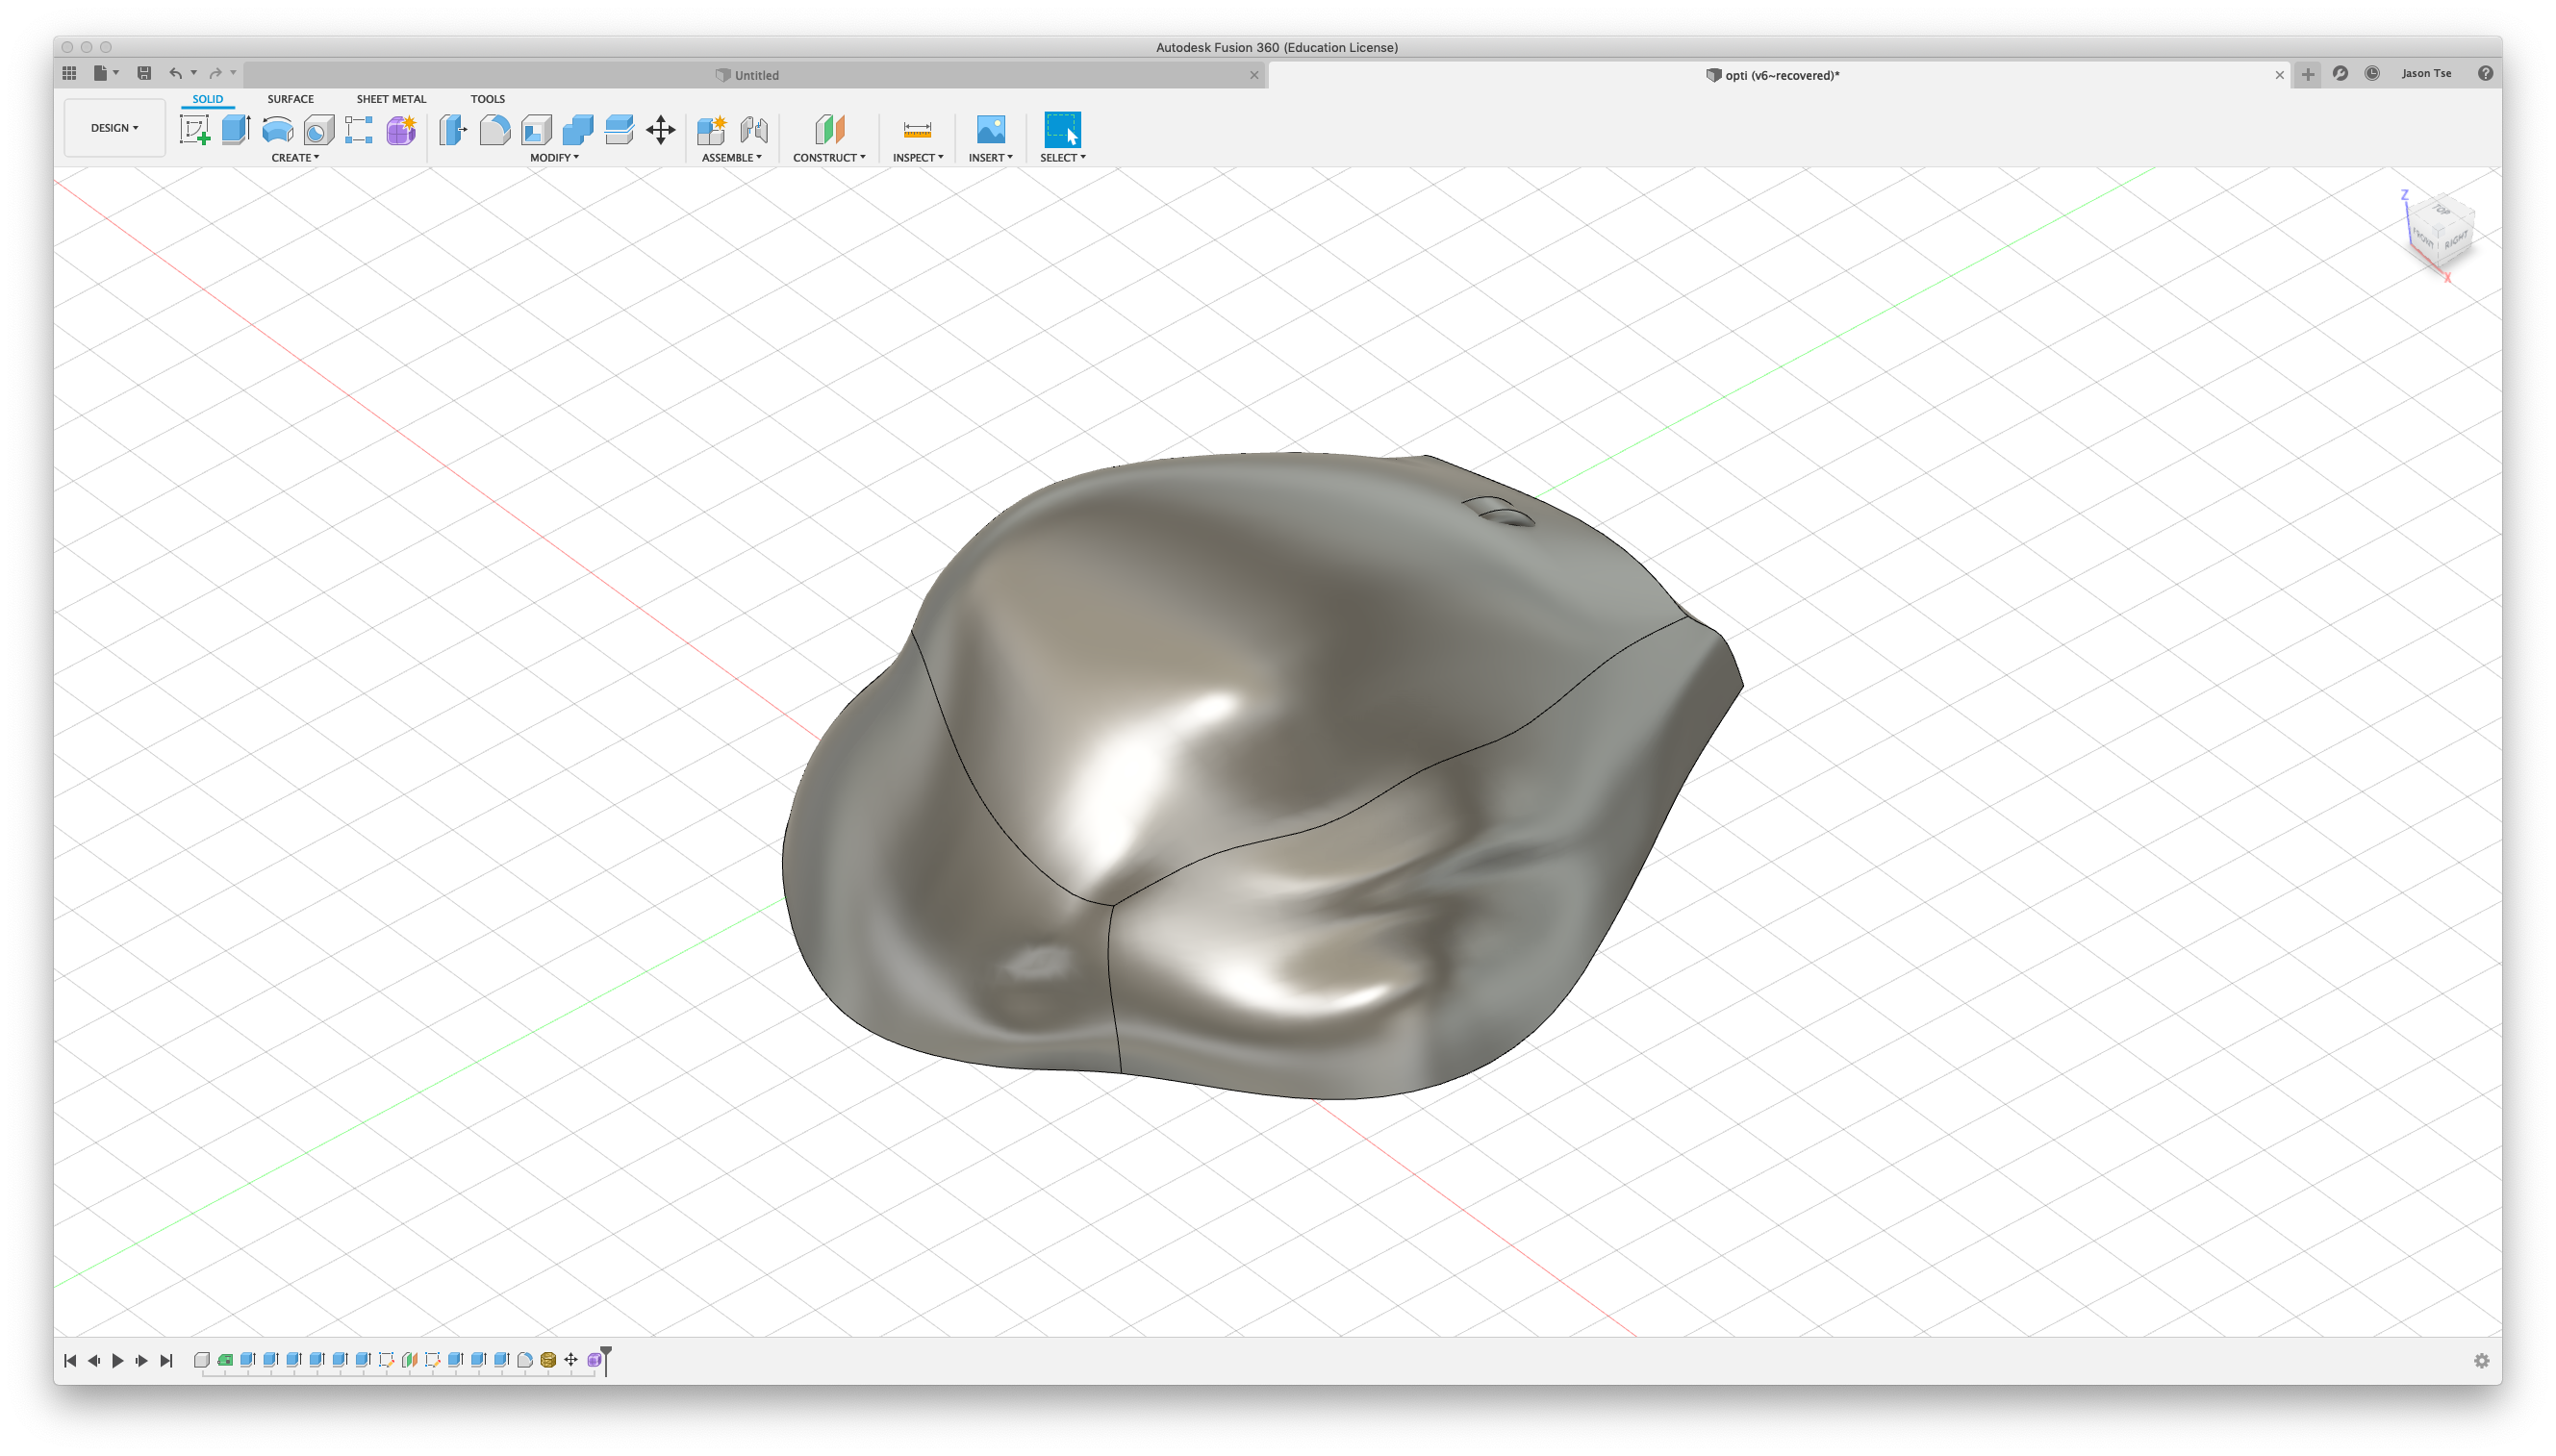 Autodesk Fusion 360 (Education License)
Untitled
opti (v6~recovered)*
Jason Tse
SOLID SURFACE SHEET METAL TOOLS
DESIGN
CREATE MODIFY ASSEMBLE CONSTRUCT INSPECT INSERT SELECT
Z
TOP
FRONT RIGHT
X